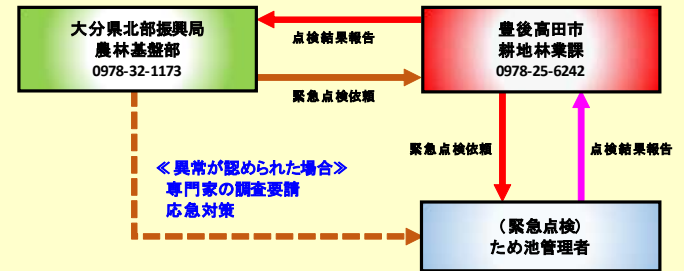 大分県北部振興局
農林基盤部
0978-32-1173
点検結果報告
緊急点検依頼
豊後高田市
耕地林業課
0978-25-6242
緊急点検依頼
点検結果報告
≪異常が認められた場合≫
専門家の調査要請
応急対策
(緊急点検)
ため池管理者